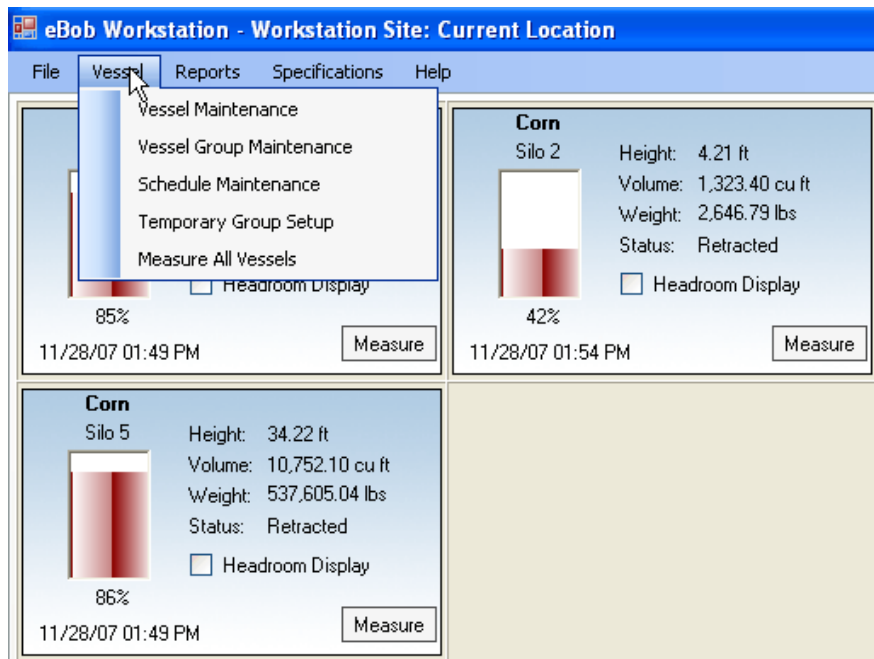 eBob Workstation - Workstation Site: Current Location
File Vessel Reports Specifications Help
Vessel Maintenance
Vessel Group Maintenance
Schedule Maintenance
Temporary Group Setup
Measure All Vessels
Headroom Display
85%
11/28/07 01:49 PM
Measure
Corn
Silo 2
Height: 4.21 ft
Volume: 1,323.40 cu ft
Weight: 2,646.79 lbs
Status: Retracted
Headroom Display
42%
11/28/07 01:54 PM
Measure
Corn
Silo 5
Height: 34.22 ft
Volume: 10,752.10 cu ft
Weight: 537,605.04 lbs
Status: Retracted
Headroom Display
86%
11/28/07 01:49 PM
Measure